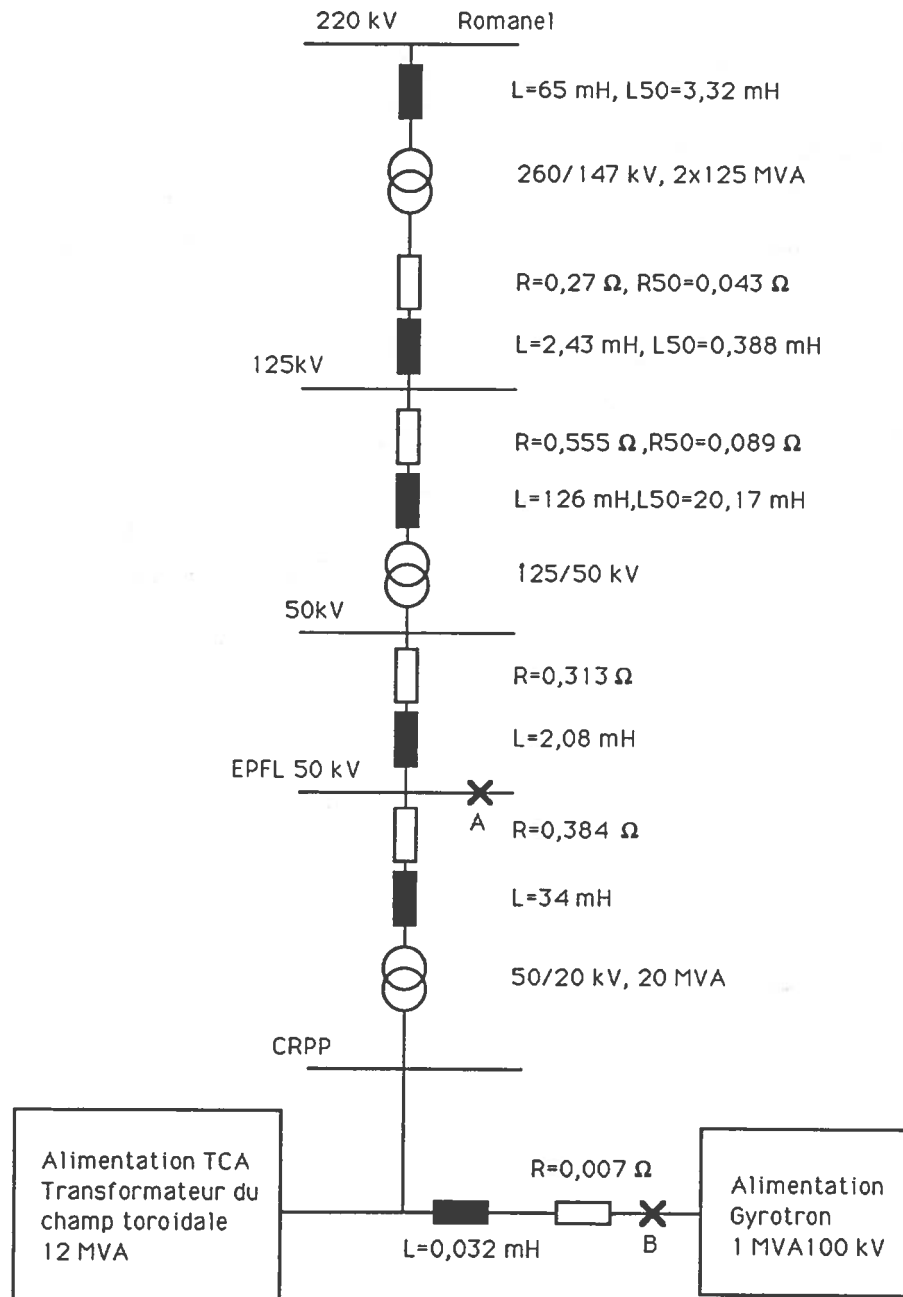 220 kV Romanel
L=65 mH, L50=3,32 mH
260/147 kV, 2x125 MVA
R=0,27 Ω, R50=0,043 Ω
L=2,43 mH, L50=0,388 mH
125kV
R=0,555 Ω ,R50=0,089 Ω
L=126 mH,L50=20,17 mH
125/50 kV
50kV
R=0,313 Ω
L=2,08 mH
EPFL 50 kV
A
R=0,384 Ω
L=34 mH
50/20 kV, 20 MVA
CRPP
Alimentation TCA
Transformateur du
champ toroidale
12 MVA
R=0,007 Ω
L=0,032 mH
B
Alimentation
Gyrotron
1 MVA100 kV